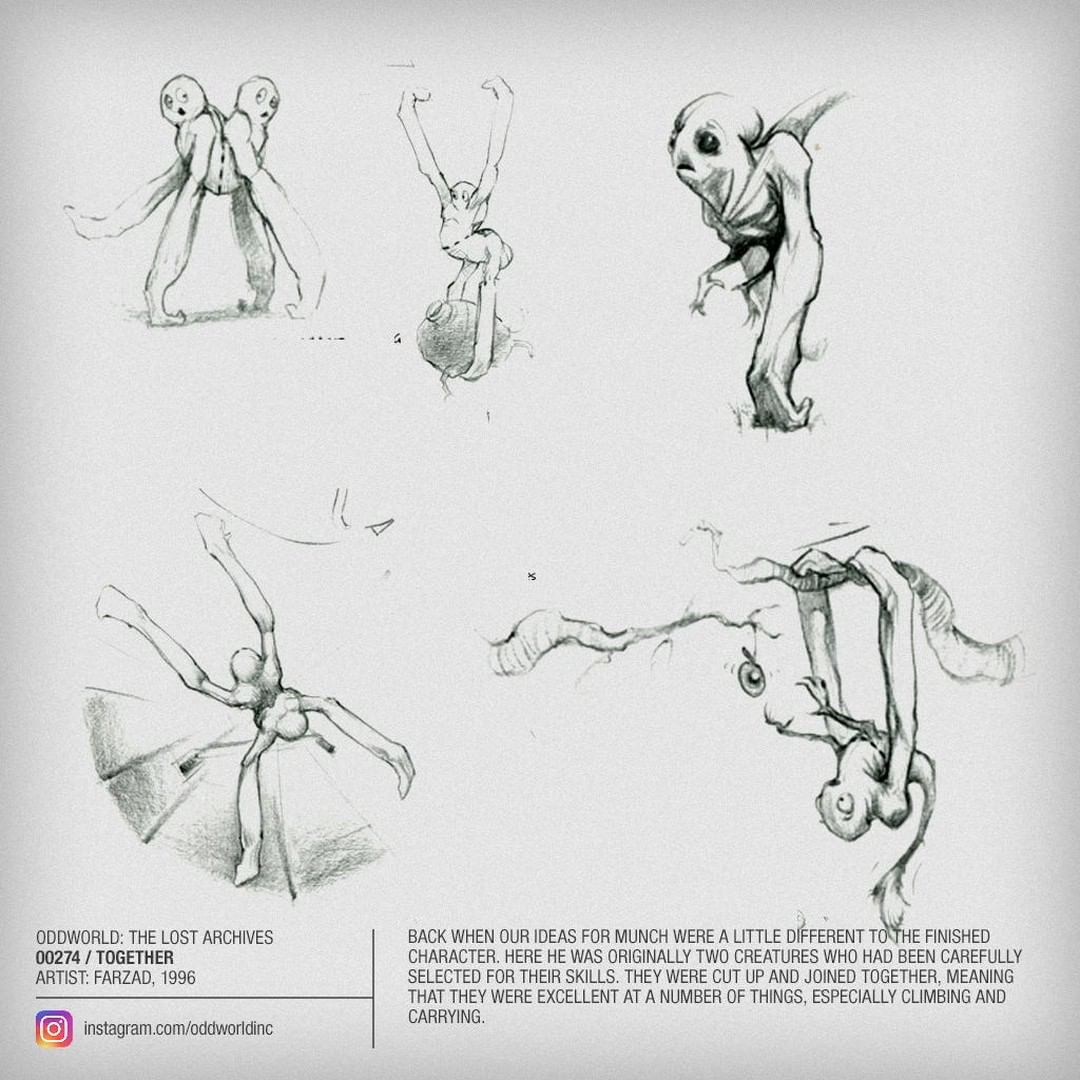 ODDWORLD: THE LOST ARCHIVES
00274 / TOGETHER
ARTIST: FARZAD, 1996
instagram.com/oddworldinc
BACK WHEN OUR IDEAS FOR MUNCH WERE A LITTLE DIFFERENT TO THE FINISHED
CHARACTER. HERE HE WAS ORIGINALLY TWO CREATURES WHO HAD BEEN CAREFULLY
SELECTED FOR THEIR SKILLS. THEY WERE CUT UP AND JOINED TOGETHER, MEANING
THAT THEY WERE EXCELLENT AT A NUMBER OF THINGS, ESPECIALLY CLIMBING AND
CARRYING.